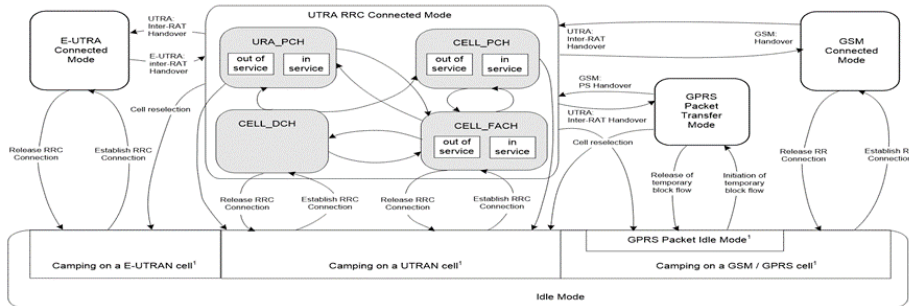 UTRA RRC Connected Mode
E-UTRA
Connected
Mode
UTRA:
Inter-RAT
Handover
E-UTRA:
inter-RAT
Handover
URA_PCH
out of
service
in
service
CELL_PCH
out of
service
in
service
CELL_DCH
CELL_FACH
out of
service
in
service
UTRA:
Inter-RAT
Handover
GSM:
Handover
GSM
Connected
Mode
GSM:
PS Handover
UTRA:
Inter-RAT Handover
GPRS
Packet
Transfer
Mode
Cell reselection
Cell reselection
Release RRC
Connection
Establish RRC
Connection
Release RRC
Connection
Establish RRC
Connection
Release RRC
Connection
Establish RRC
Connection
Release of
temporary
block flow
Initiation of
temporary
block flow
Release RR
Connection
Establish
Connection
GPRS Packet Idle Mode¹
Camping on a E-UTRAN cell¹
Camping on a UTRAN cell¹
Camping on a GSM / GPRS cell¹
Idle Mode